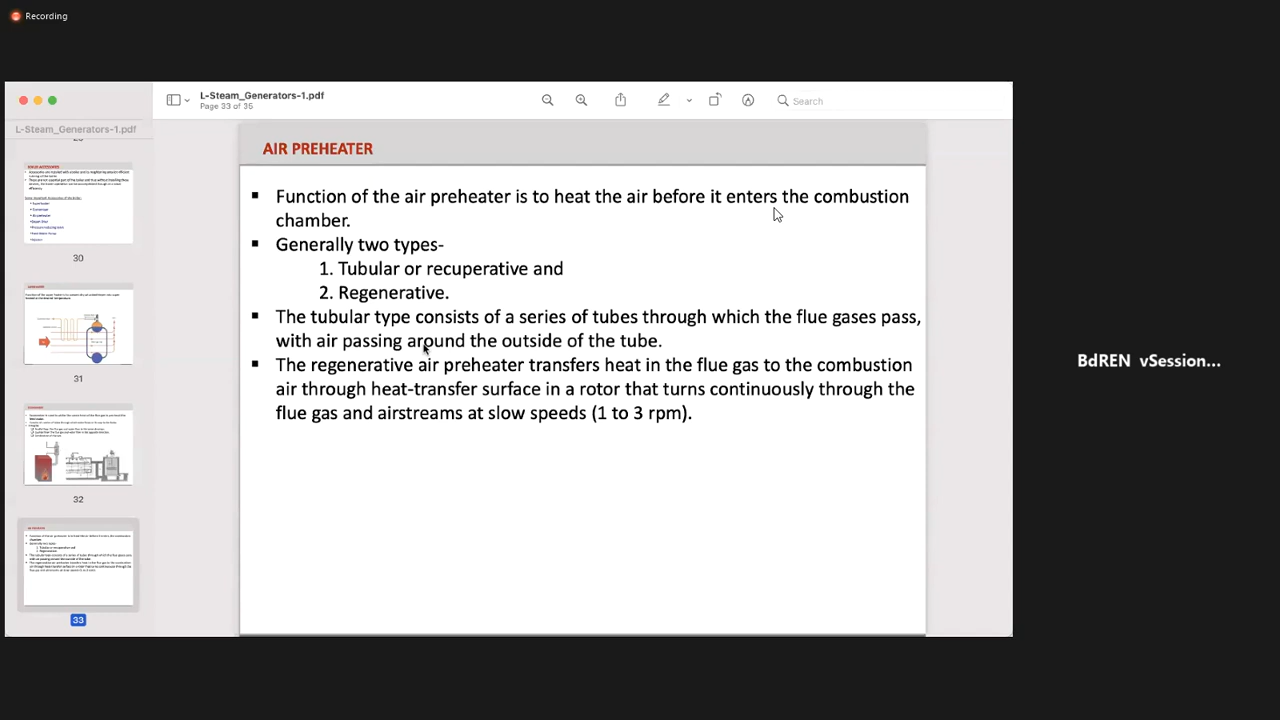 Recording
L-Steam_Generators-1.pdf
Page 33 of 35
Search
L-Steam_Generators-1.pdf
30
31
32
33
AIR PREHEATER
▪ Function of the air preheater is to heat the air before it enters the combustion
chamber.
▪ Generally two types-
1. Tubular or recuperative and
2. Regenerative.
▪ The tubular type consists of a series of tubes through which the flue gases pass,
with air passing around the outside of the tube.
▪ The regenerative air preheater transfers heat in the flue gas to the combustion
air through heat-transfer surface in a rotor that turns continuously through the
flue gas and airstreams at slow speeds (1 to 3 rpm).
BdREN vSession...